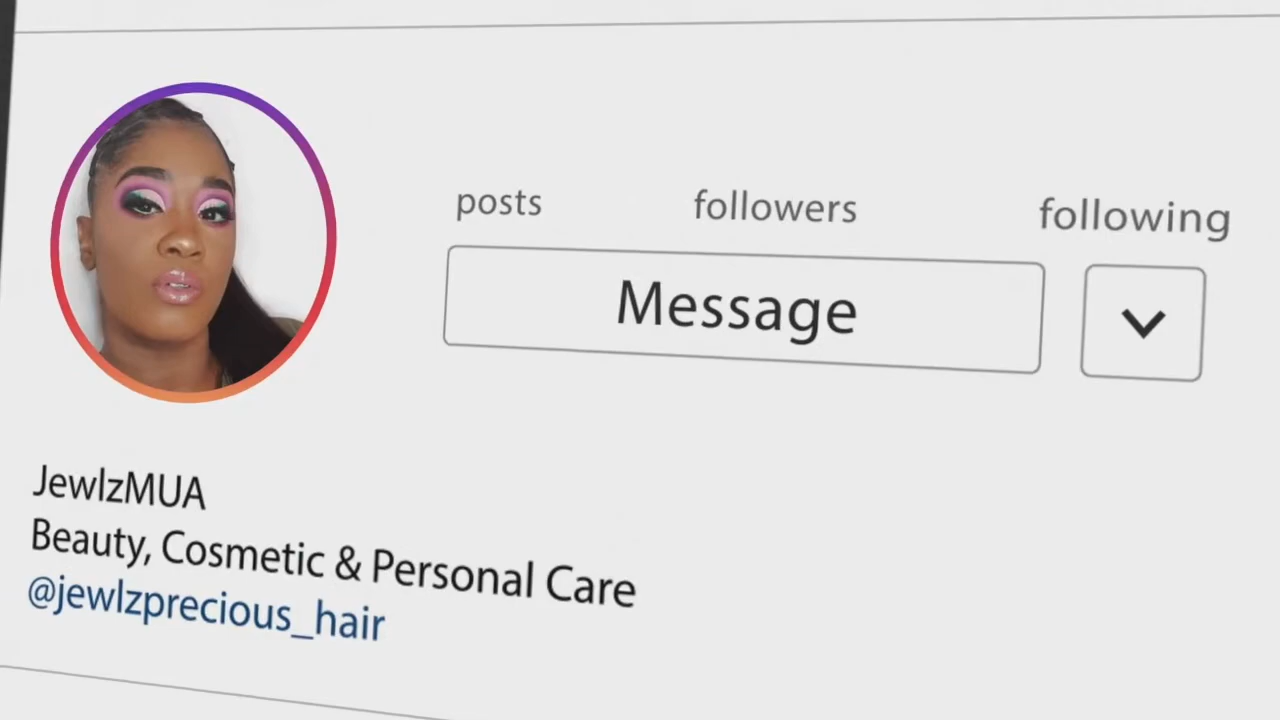 posts followers following
Message
JewlzMUA
Beauty, Cosmetic & Personal Care
@jewlzprecious_hair